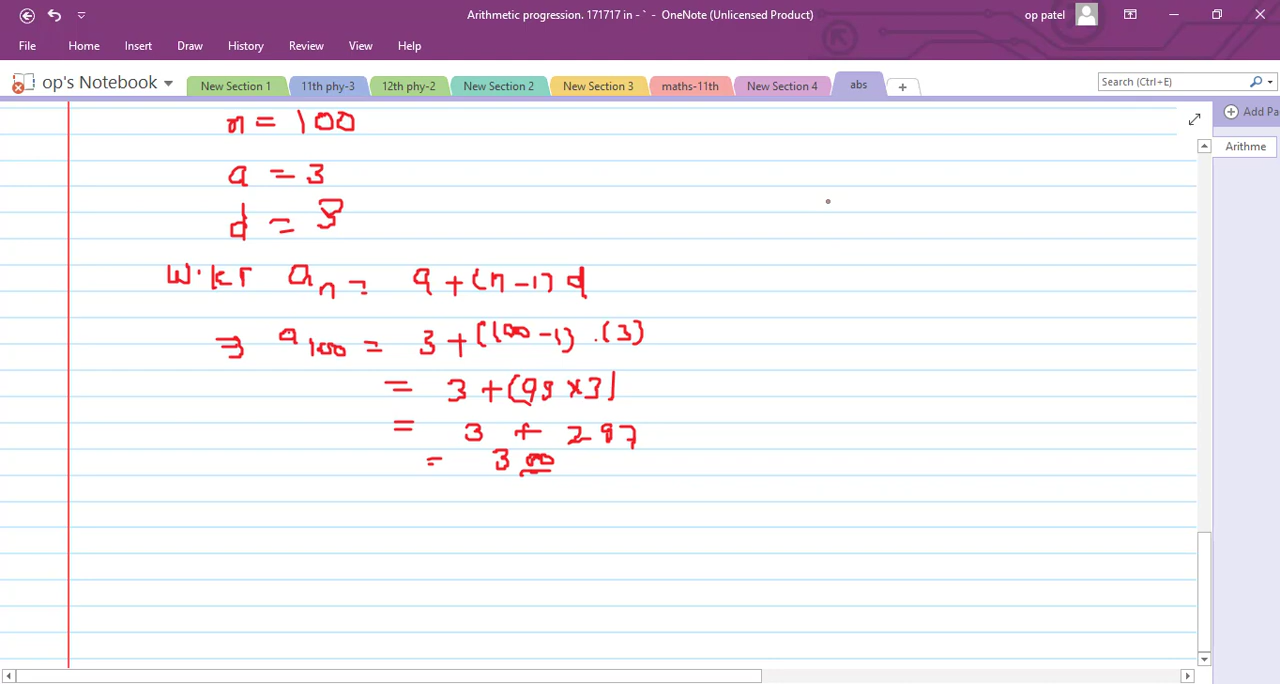 Arithmetic progression. 171717 in -` - OneNote (Unlicensed Product)
op patel
File Home Insert Draw History Review View Help
op's Notebook
New Section 1 11th phy-3 12th phy-2 New Section 2 New Section 3 maths-11th New Section 4 abs
Search (Ctrl+E)
Add Pa
Arithme
n = 100
a = 3
d = 3
W.K.T an = a + (n - 1) d
⇒ a100 = 3 + (100 - 1) . (3)
= 3 + (99 × 3)
= 3 + 297
= 300